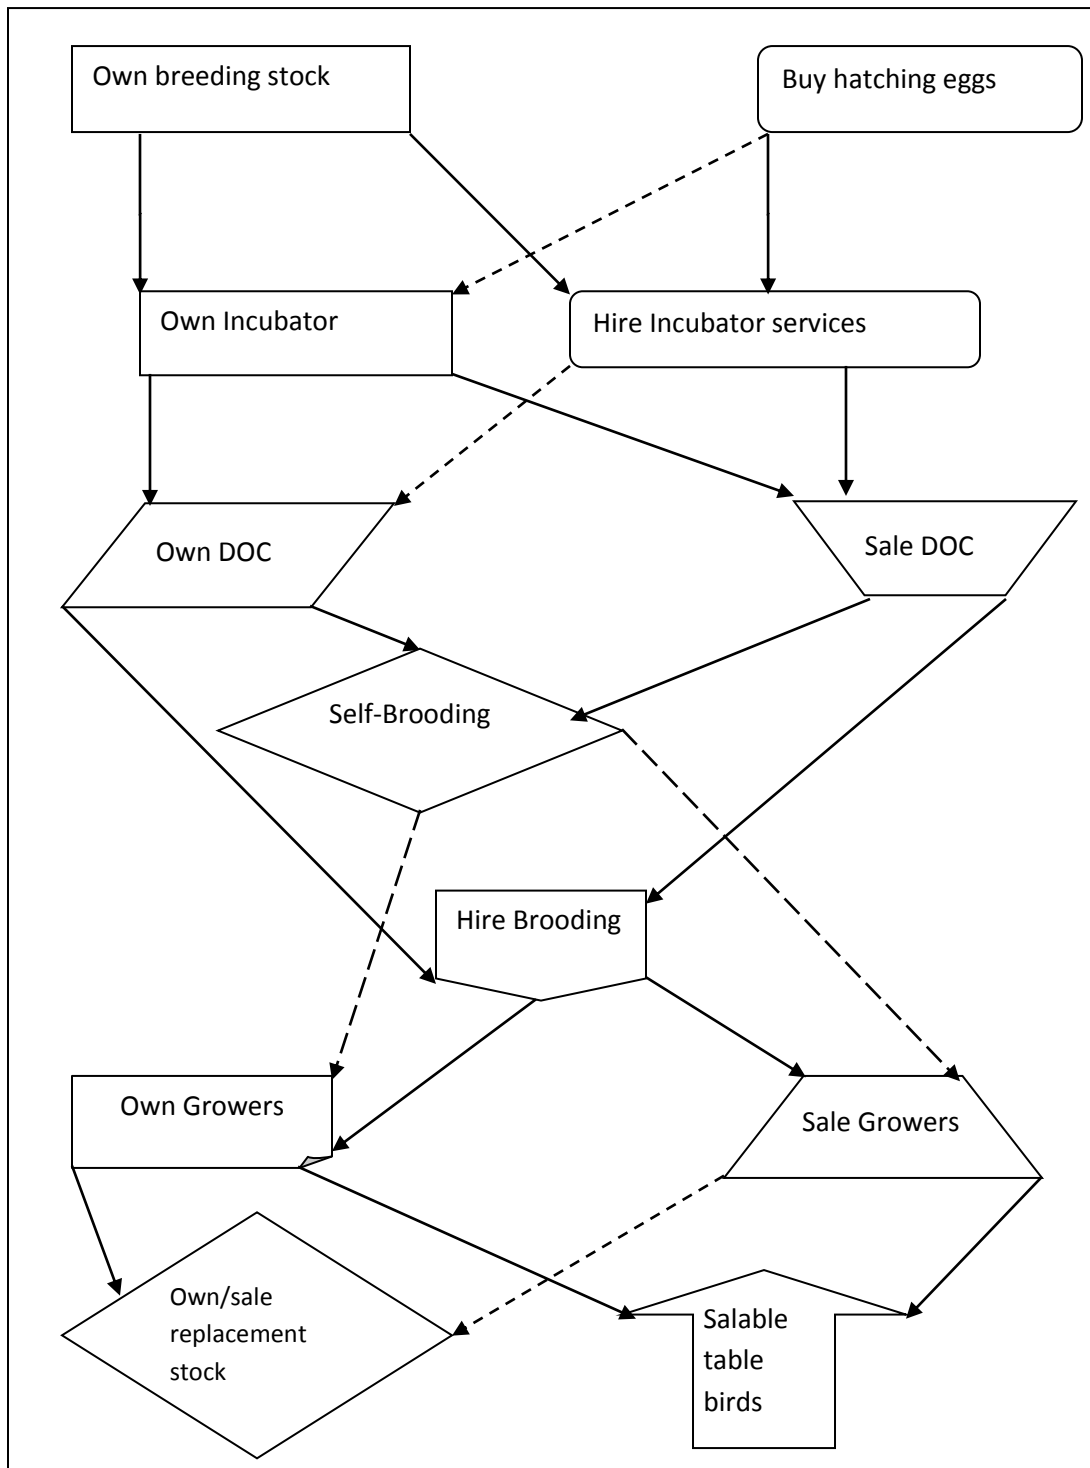 Own breeding stock
Buy hatching eggs
Own Incubator
Hire Incubator services
Own DOC
Sale DOC
Self-Brooding
Hire Brooding
Own Growers
Sale Growers
Own/sale
replacement
stock
Salable
table
birds